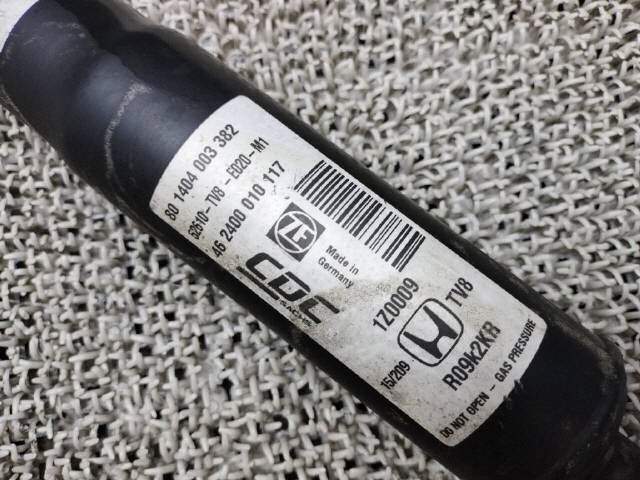 80 1404 003 382
52610-TV8-E020-M1
46 2400 010 117
ZF
Made in
Germany
CDC
SACHS
1Z0009
TV8
15/209
R09k2KR
DO NOT OPEN - GAS PRESSURE